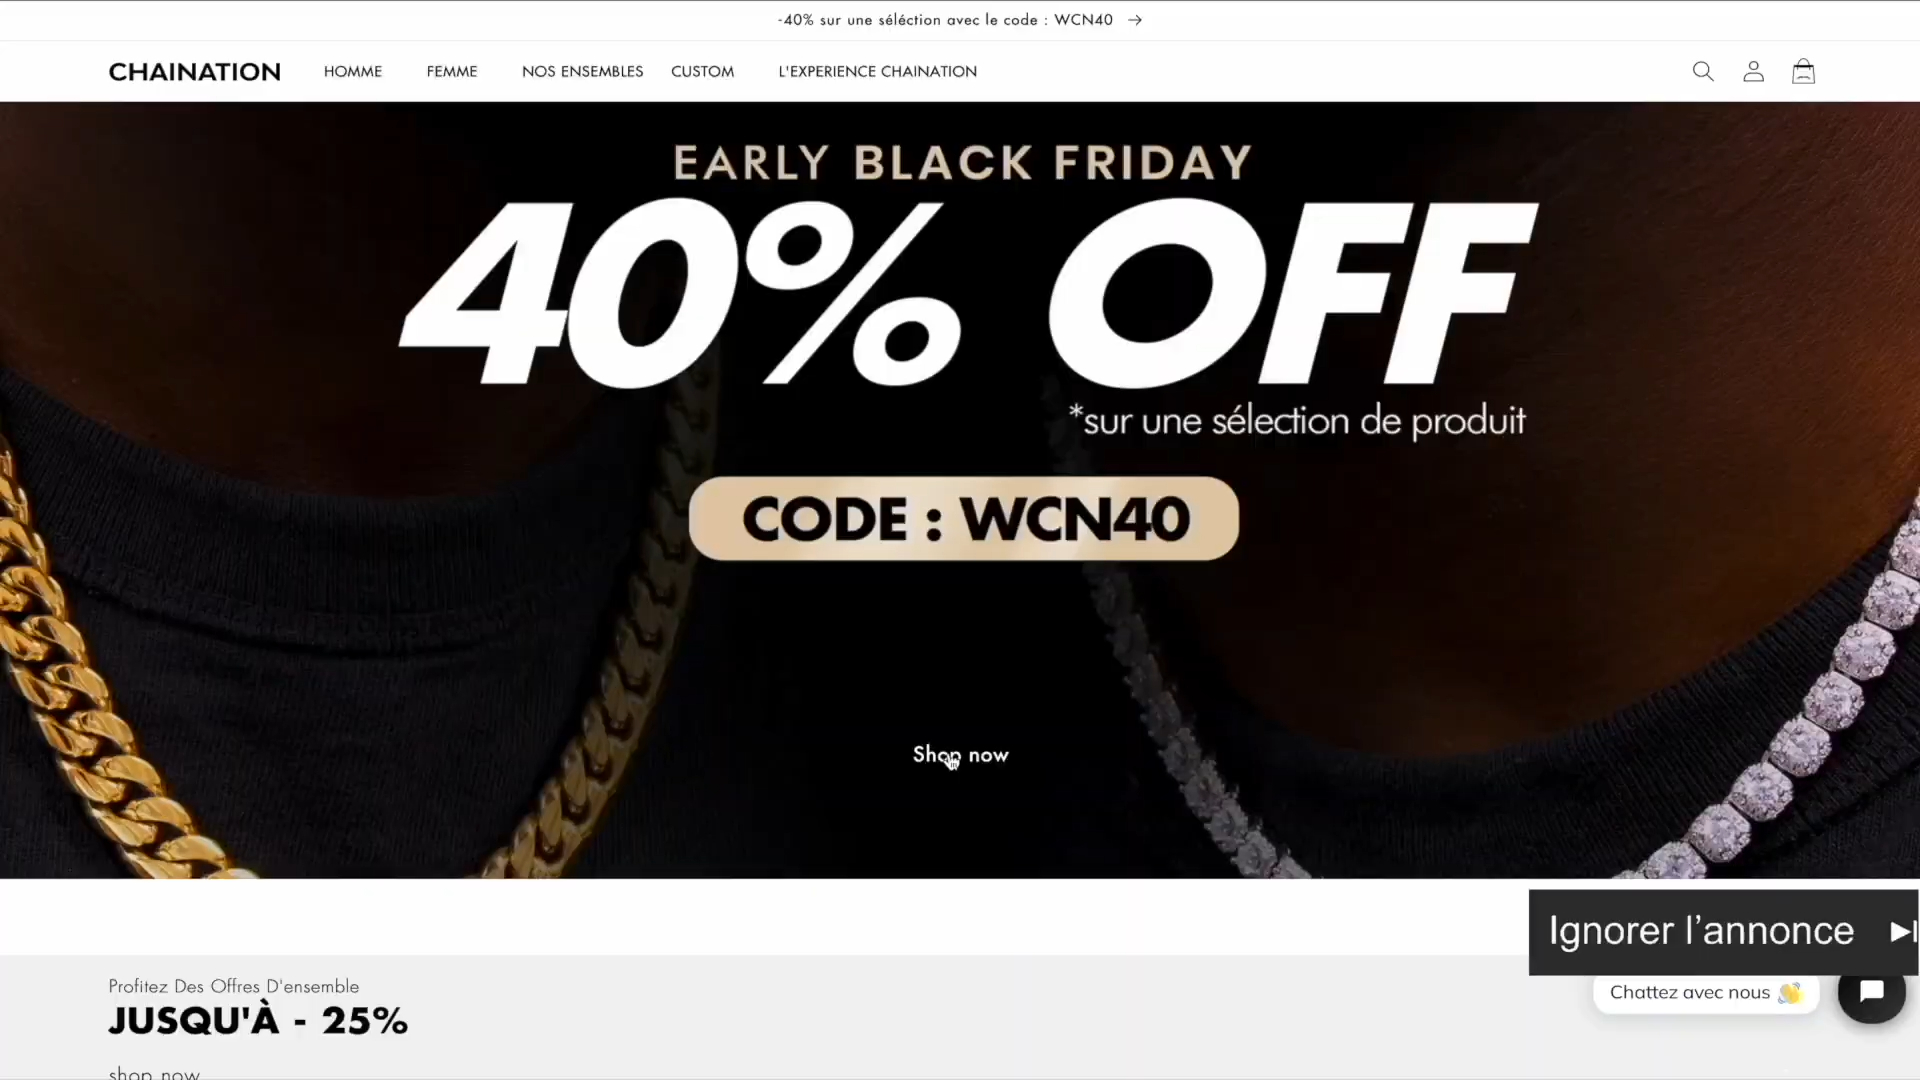 -40% sur une séléction avec le code : WCN40
CHAINATION HOMME FEMME NOS ENSEMBLES CUSTOM L'EXPERIENCE CHAINATION
EARLY BLACK FRIDAY
40% OFF
*sur une sélection de produit
CODE : WCN40
Shop now
Ignorer l’annonce
Chattez avec nous 👋
Profitez Des Offres D'ensemble
JUSQU'À - 25%
shop now